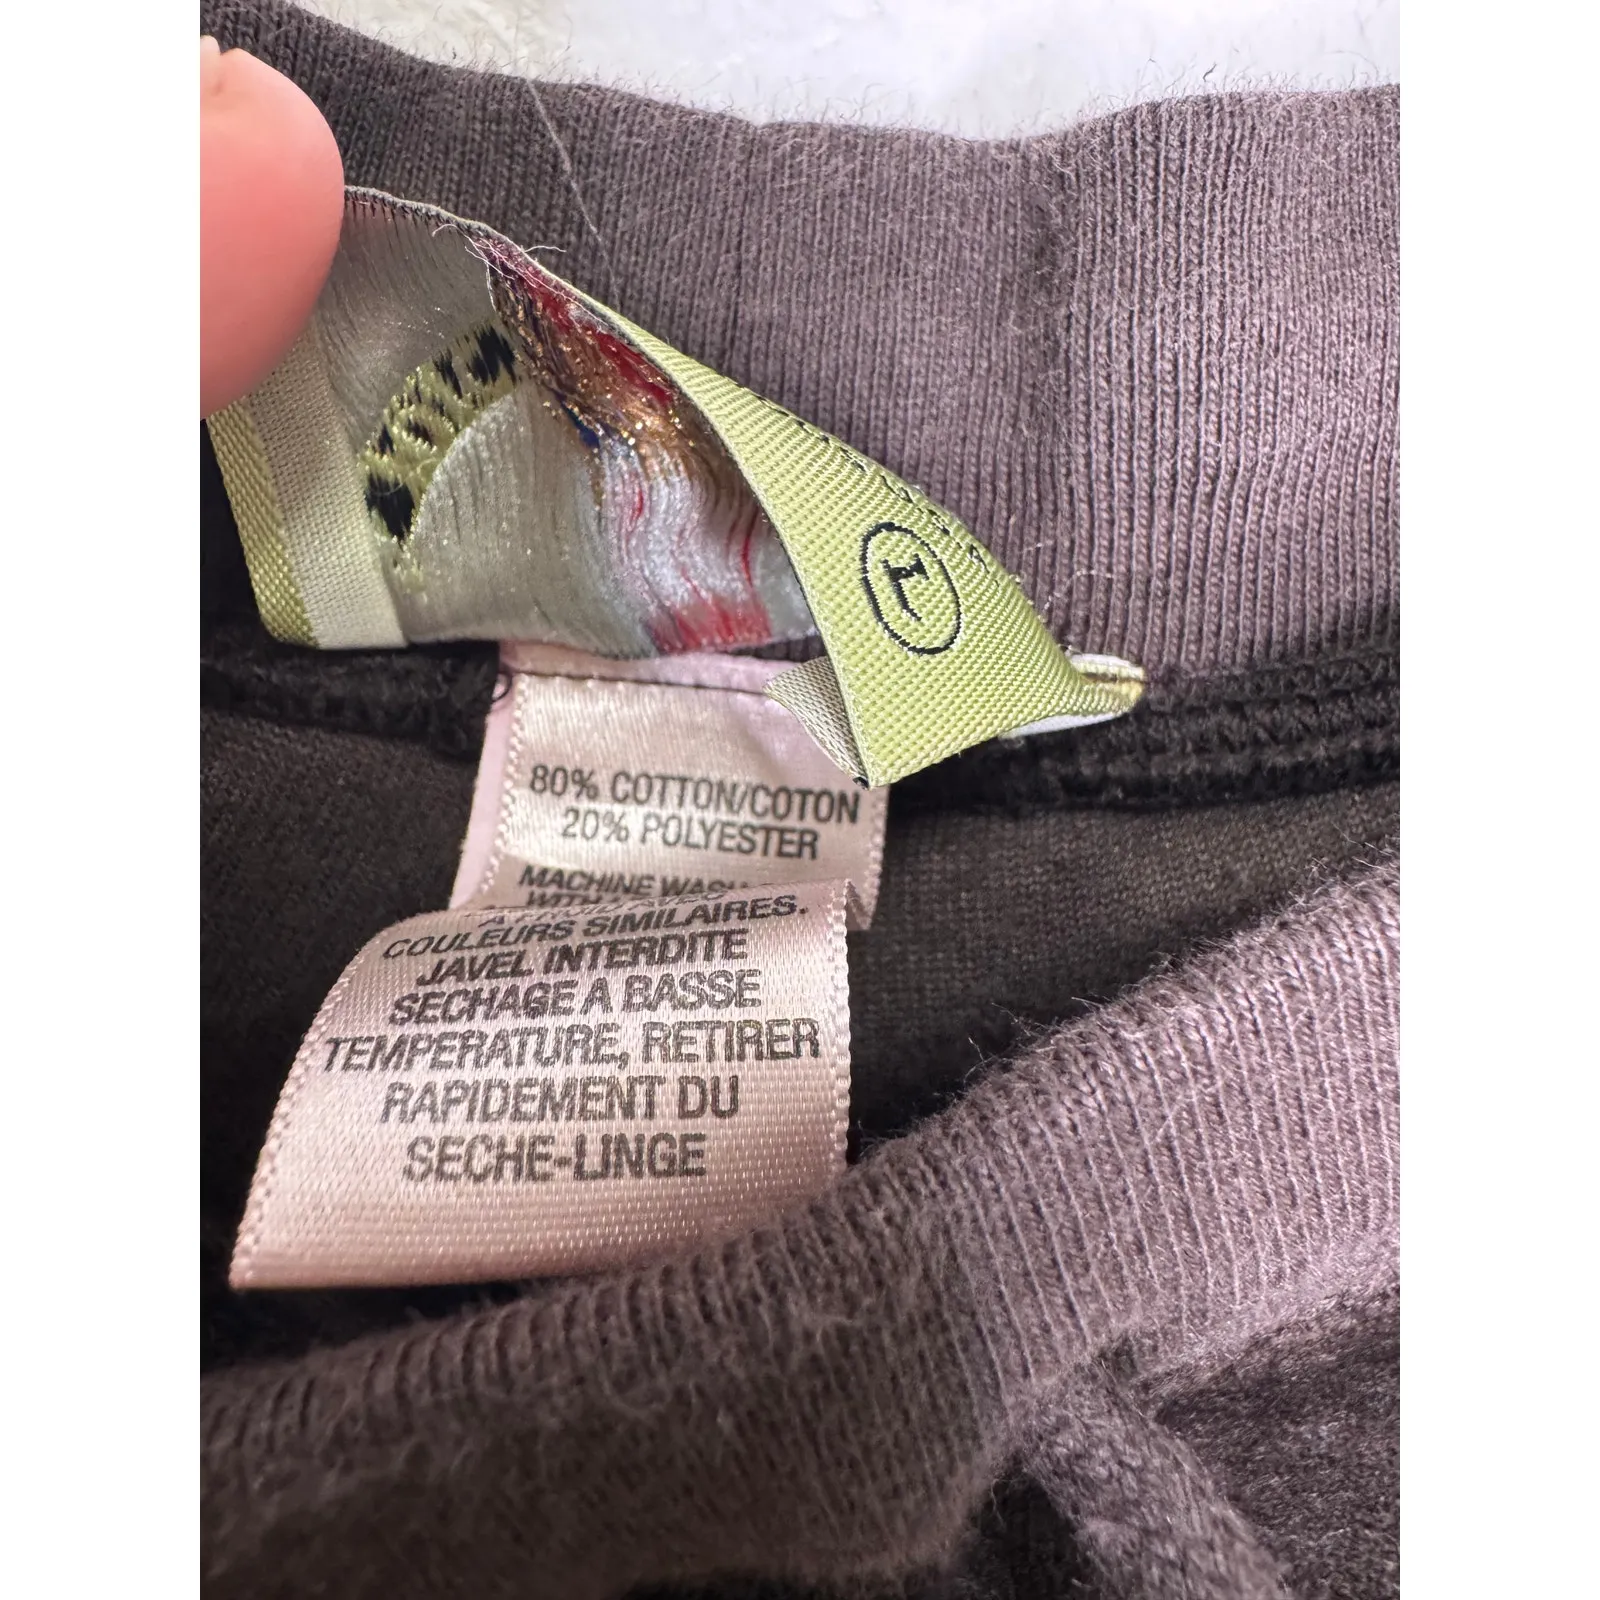 L
80% COTTON/COTON
20% POLYESTER
MACHINE WASH
WITH
COULEURS SIMILAIRES.
JAVEL INTERDITE
SECHAGE A BASSE
TEMPERATURE, RETIRER
RAPIDEMENT DU
SECHE-LINGE